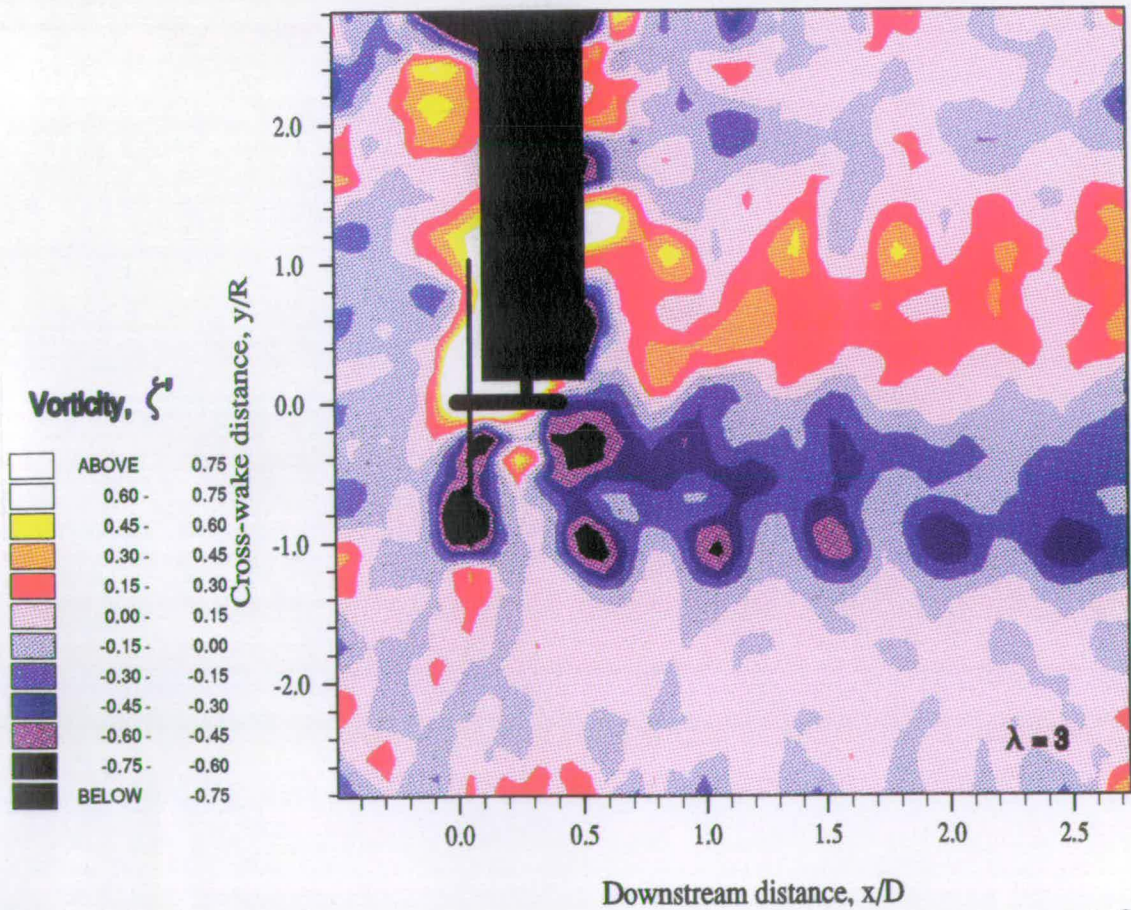 2.0
1.0
0.0
-1.0
-2.0
Cross-wake distance, y/R
Vorticity, ζ'
ABOVE 0.75
0.60 - 0.75
0.45 - 0.60
0.30 - 0.45
0.15 - 0.30
0.00 - 0.15
-0.15 - 0.00
-0.30 - -0.15
-0.45 - -0.30
-0.60 - -0.45
-0.75 - -0.60
BELOW -0.75
λ = 3
0.0 0.5 1.0 1.5 2.0 2.5
Downstream distance, x/D